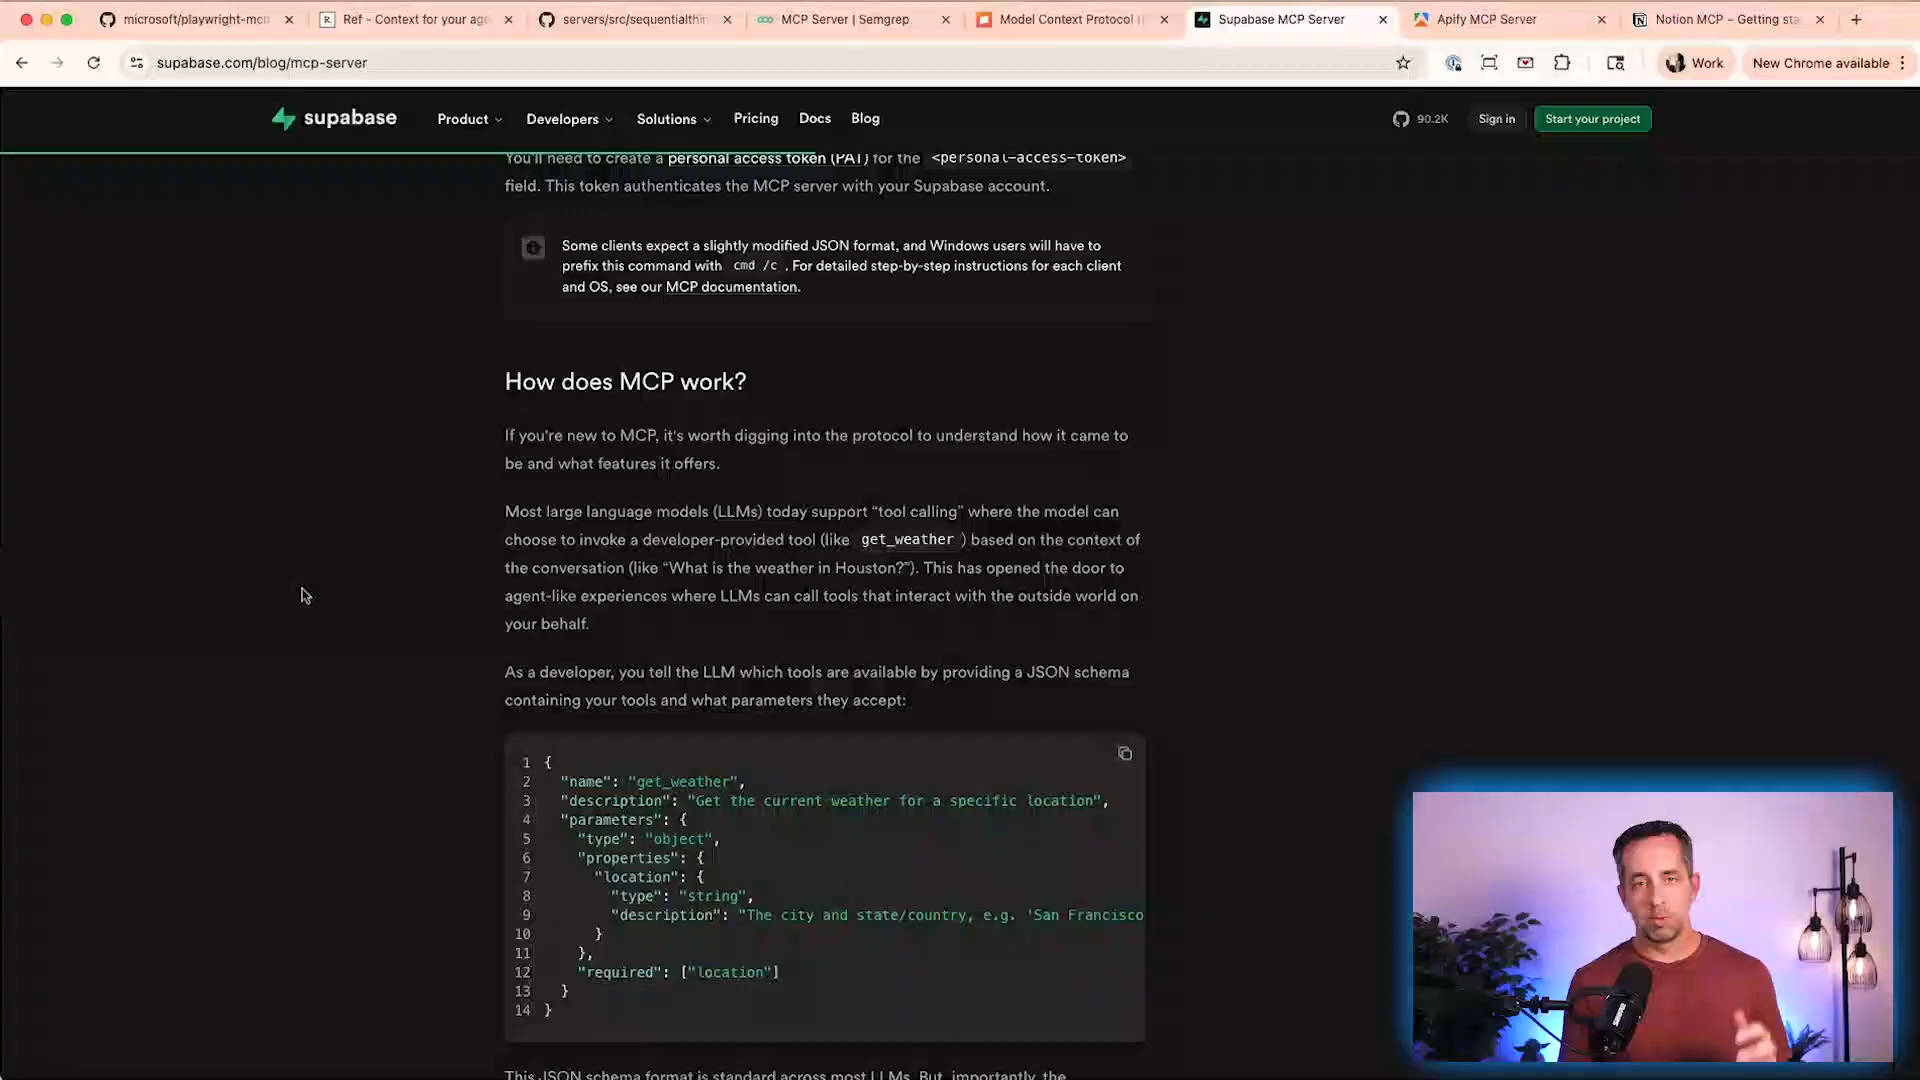 microsoft/playwright-mc
Ref - Context for your age
servers/src/sequentialthin
MCP Server | Semgrep
Model Context Protocol
Supabase MCP Server
Apify MCP Server
Notion MCP – Getting sta
supabase.com/blog/mcp-server
Work
New Chrome available
supabase
Product
Developers
Solutions
Pricing
Docs
Blog
90.2K
Sign in
Start your project
You'll need to create a personal access token (PAT) for the <personal-access-token>
field. This token authenticates the MCP server with your Supabase account.
Some clients expect a slightly modified JSON format, and Windows users will have to
prefix this command with cmd /c . For detailed step-by-step instructions for each client
and OS, see our MCP documentation.
How does MCP work?
If you're new to MCP, it's worth digging into the protocol to understand how it came to
be and what features it offers.
Most large language models (LLMs) today support “tool calling” where the model can
choose to invoke a developer-provided tool (like get_weather ) based on the context of
the conversation (like “What is the weather in Houston?”). This has opened the door to
agent-like experiences where LLMs can call tools that interact with the outside world on
your behalf.
As a developer, you tell the LLM which tools are available by providing a JSON schema
containing your tools and what parameters they accept:
1 {
2 "name": "get_weather",
3 "description": "Get the current weather for a specific location",
4 "parameters": {
5 "type": "object",
6 "properties": {
7 "location": {
8 "type": "string",
9 "description": "The city and state/country, e.g. 'San Francisco
10 }
11 },
12 "required": ["location"]
13 }
14 }
This JSON schema format is standard across most LLMs. But, importantly, the